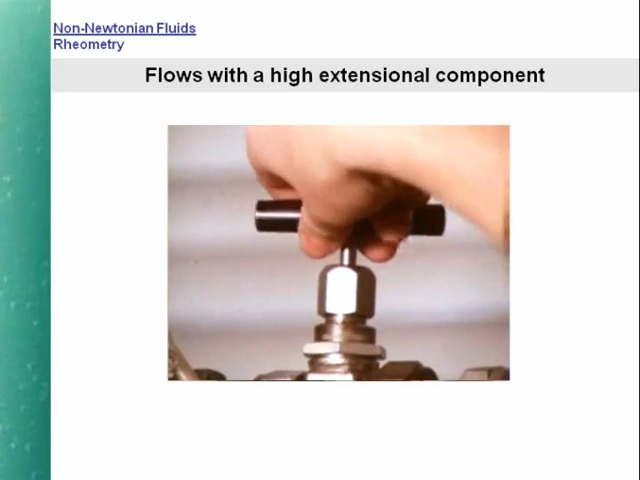 Non-Newtonian Fluids
Rheometry
Flows with a high extensional component